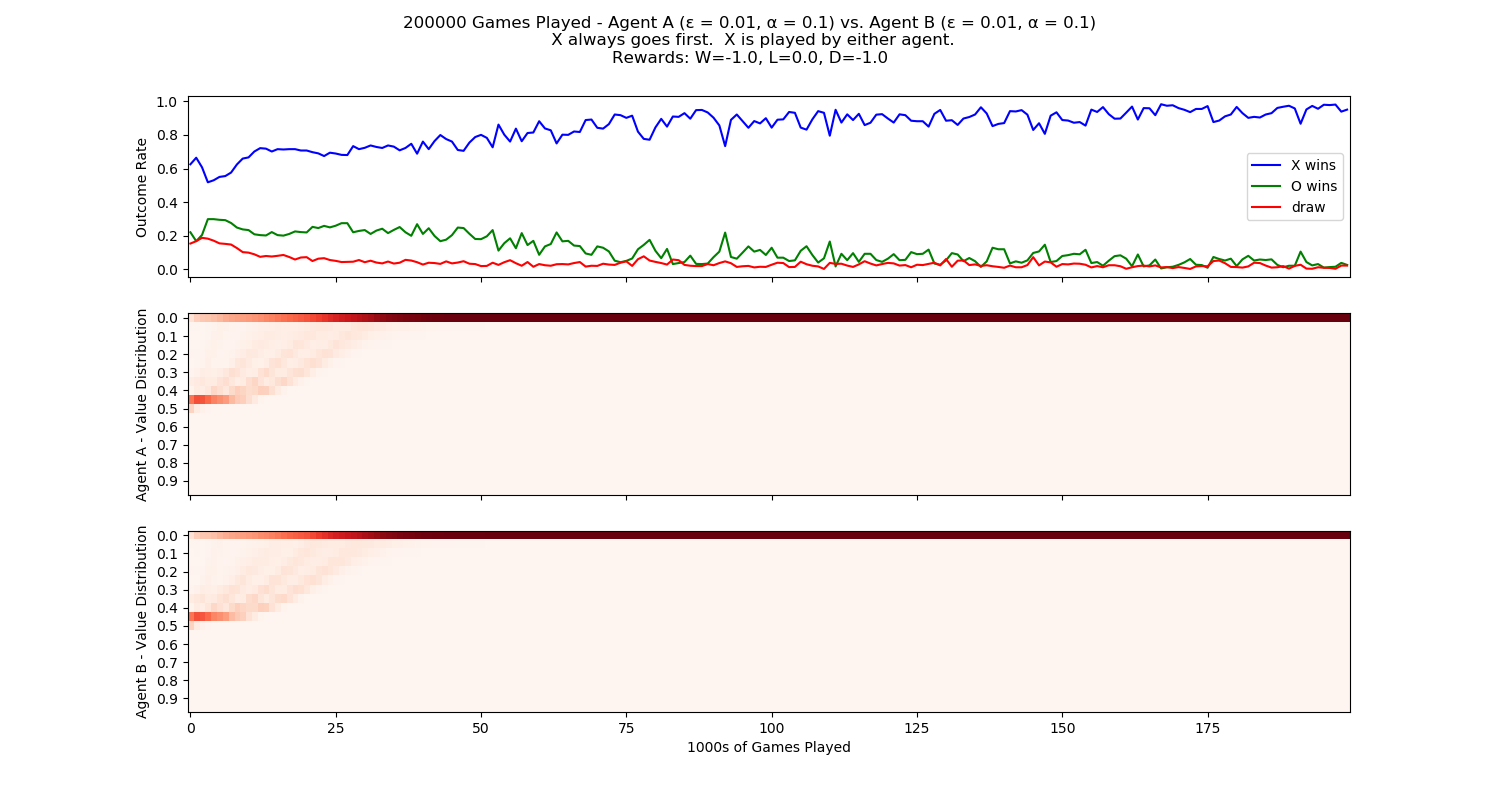 200000 Games Played - Agent A (ε = 0.01, α = 0.1) vs. Agent B (ε = 0.01, α = 0.1)
X always goes first.  X is played by either agent.
Rewards: W=-1.0, L=0.0, D=-1.0
Outcome Rate
1.0
0.8
0.6
0.4
0.2
0.0
X wins
O wins
draw
Agent A - Value Distribution
0.0
0.1
0.2
0.3
0.4
0.5
0.6
0.7
0.8
0.9
Agent B - Value Distribution
0.0
0.1
0.2
0.3
0.4
0.5
0.6
0.7
0.8
0.9
0 25 50 75 100 125 150 175
1000s of Games Played